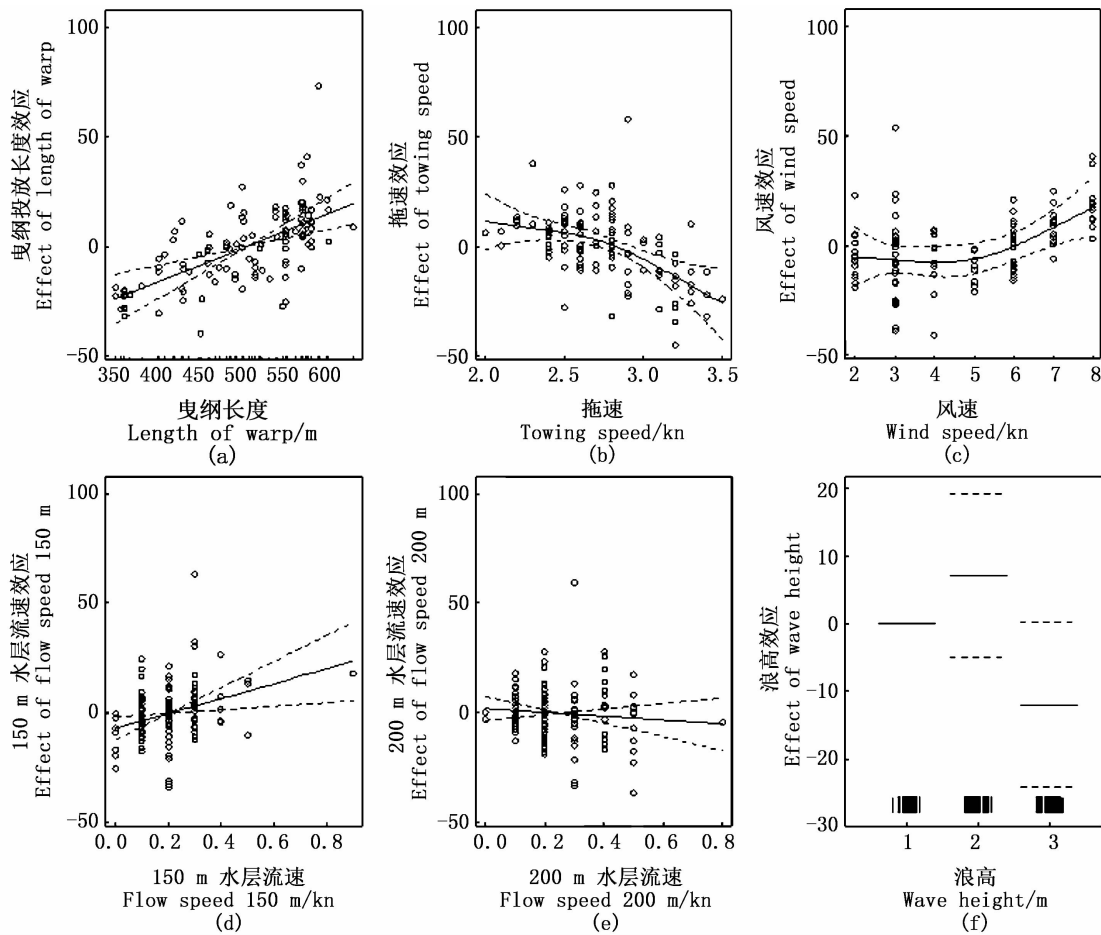 100
50
0
-50
曳纲投放长度效应
Effect of length of warp
350 400 450 500 550 600
曳纲长度
Length of warp/m
(a)
100
50
0
-50
拖速效应
Effect of towing speed
2.0 2.5 3.0 3.5
拖速
Towing speed/kn
(b)
100
50
0
-50
风速效应
Effect of wind speed
2 3 4 5 6 7 8
风速
Wind speed/kn
(c)
100
50
0
-50
150 m 水层流速效应
Effect of flow speed 150 m
0.0 0.2 0.4 0.6 0.8
150 m 水层流速
Flow speed 150 m/kn
(d)
100
50
0
-50
200 m 水层流速效应
Effect of flow speed 200 m
0.0 0.2 0.4 0.6 0.8
200 m 水层流速
Flow speed 200 m/kn
(e)
20
10
0
-10
-20
-30
浪高效应
Effect of wave height
1 2 3
浪高
Wave height/m
(f)